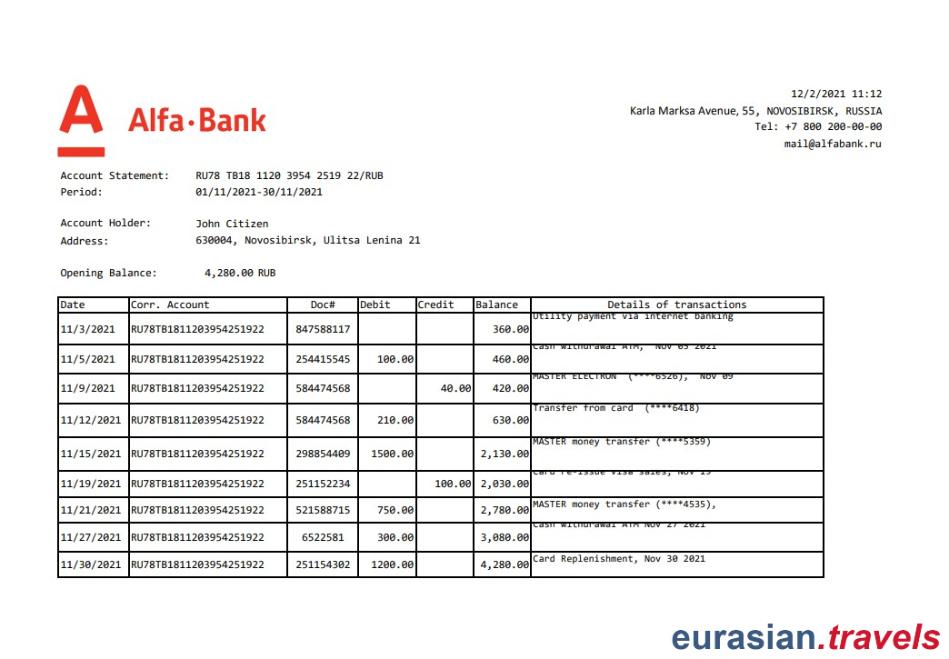 12/2/2021 11:12
Karla Marksa Avenue, 55, NOVOSIBIRSK, RUSSIA
Tel: +7 800 200-00-00
mail@alfabank.ru
A Alfa·Bank
Account Statement: RU78 TB18 1120 3954 2519 22/RUB
Period: 01/11/2021-30/11/2021
Account Holder: John Citizen
Address: 630004, Novosibirsk, Ulitsa Lenina 21
Opening Balance: 4,280.00 RUB
Date Corr. Account Doc# Debit Credit Balance Details of transactions
11/3/2021 RU78TB1811203954251922 847588117 360.00 Utility payment via internet banking
11/5/2021 RU78TB1811203954251922 254415545 100.00 460.00 Cash withdrawal ATM, Nov 05 2021
11/9/2021 RU78TB1811203954251922 584474568 40.00 420.00 MASTER ELECTRON (****6526), Nov 09
11/12/2021 RU78TB1811203954251922 584474568 210.00 630.00 Transfer from card (****6418)
11/15/2021 RU78TB1811203954251922 298854409 1500.00 2,130.00 MASTER money transfer (****5359)
11/19/2021 RU78TB1811203954251922 251152234 100.00 2,030.00 Card re-issue visa sales, Nov 19
11/21/2021 RU78TB1811203954251922 521588715 750.00 2,780.00 MASTER money transfer (****4535),
11/27/2021 RU78TB1811203954251922 6522581 300.00 3,080.00 Cash withdrawal ATM Nov 27 2021
11/30/2021 RU78TB1811203954251922 251154302 1200.00 4,280.00 Card Replenishment, Nov 30 2021
eurasian.travels